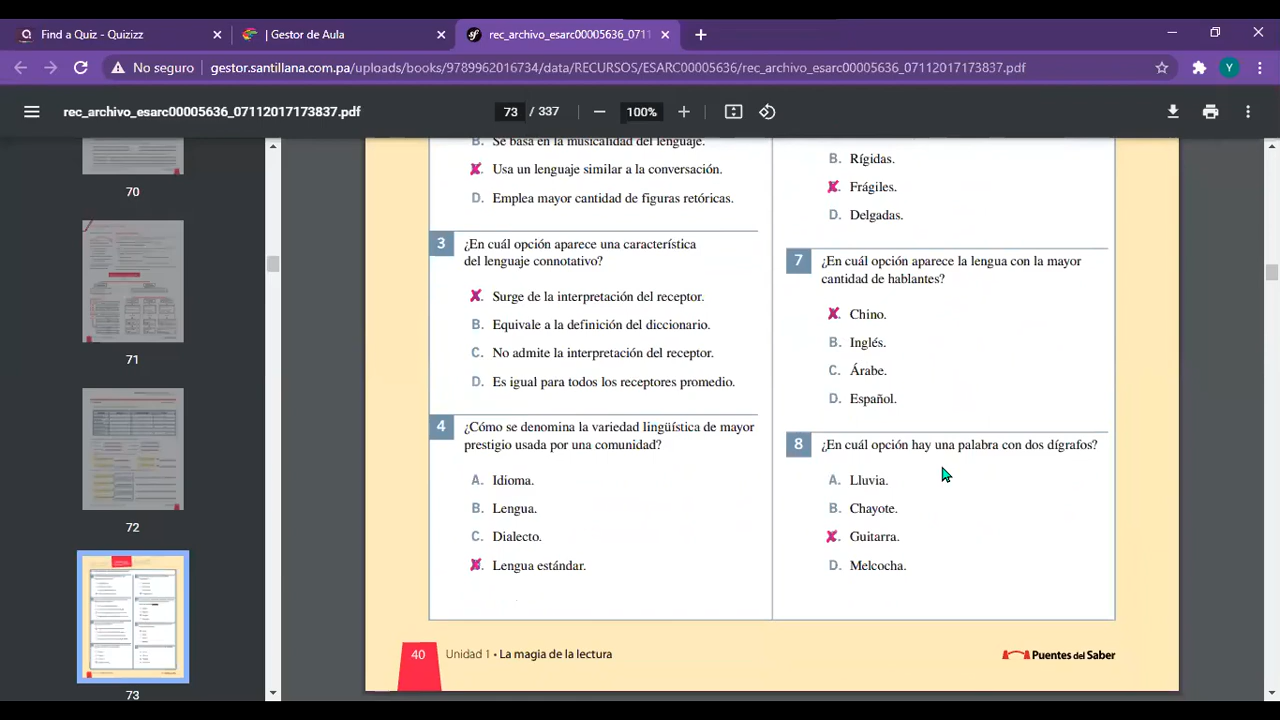 Find a Quiz - Quizizz
| Gestor de Aula
rec_archivo_esarc00005636_0711
No seguro
gestor.santillana.com.pa/uploads/books/9789962016734/data/RECURSOS/ESARC00005636/rec_archivo_esarc00005636_07112017173837.pdf
Y
rec_archivo_esarc00005636_07112017173837.pdf
73 / 337
100%
70
71
72
73
B. Se basa en la musicalidad del lenguaje.
Usa un lenguaje similar a la conversación.
D. Emplea mayor cantidad de figuras retóricas.
3 ¿En cuál opción aparece una característica
del lenguaje connotativo?
Surge de la interpretación del receptor.
B. Equivale a la definición del diccionario.
C. No admite la interpretación del receptor.
D. Es igual para todos los receptores promedio.
4 ¿Cómo se denomina la variedad lingüística de mayor
prestigio usada por una comunidad?
A. Idioma.
B. Lengua.
C. Dialecto.
Lengua estándar.
B. Rígidas.
Frágiles.
D. Delgadas.
7 ¿En cuál opción aparece la lengua con la mayor
cantidad de hablantes?
Chino.
B. Inglés.
C. Árabe.
D. Español.
8 ¿En cuál opción hay una palabra con dos dígrafos?
A. Lluvia.
B. Chayote.
Guitarra.
D. Melcocha.
40 Unidad 1 • La magia de la lectura
Puentes del Saber